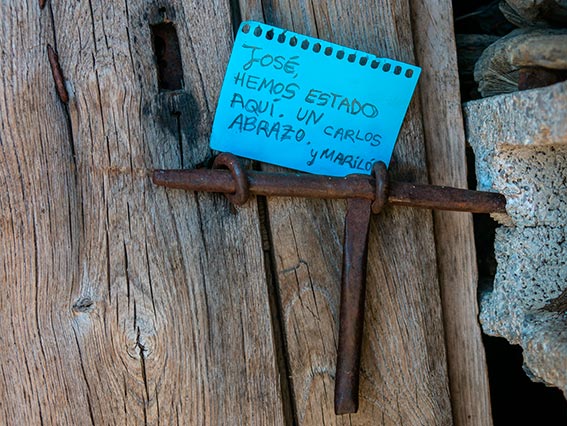 JOSÉ,
HEMOS ESTADO
AQUÍ. UN CARLOS
ABRAZO. y MARILÓ